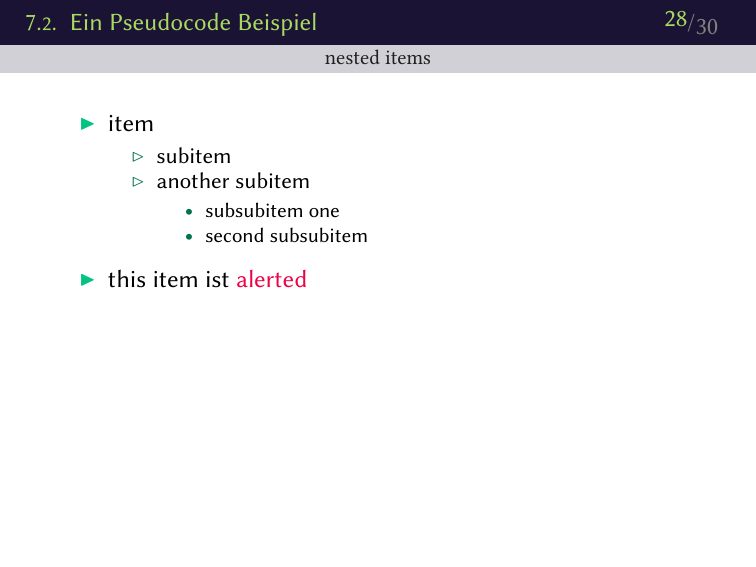 7.2. Ein Pseudocode Beispiel 28/30
nested items
item
subitem
another subitem
subsubitem one
second subsubitem
this item ist alerted